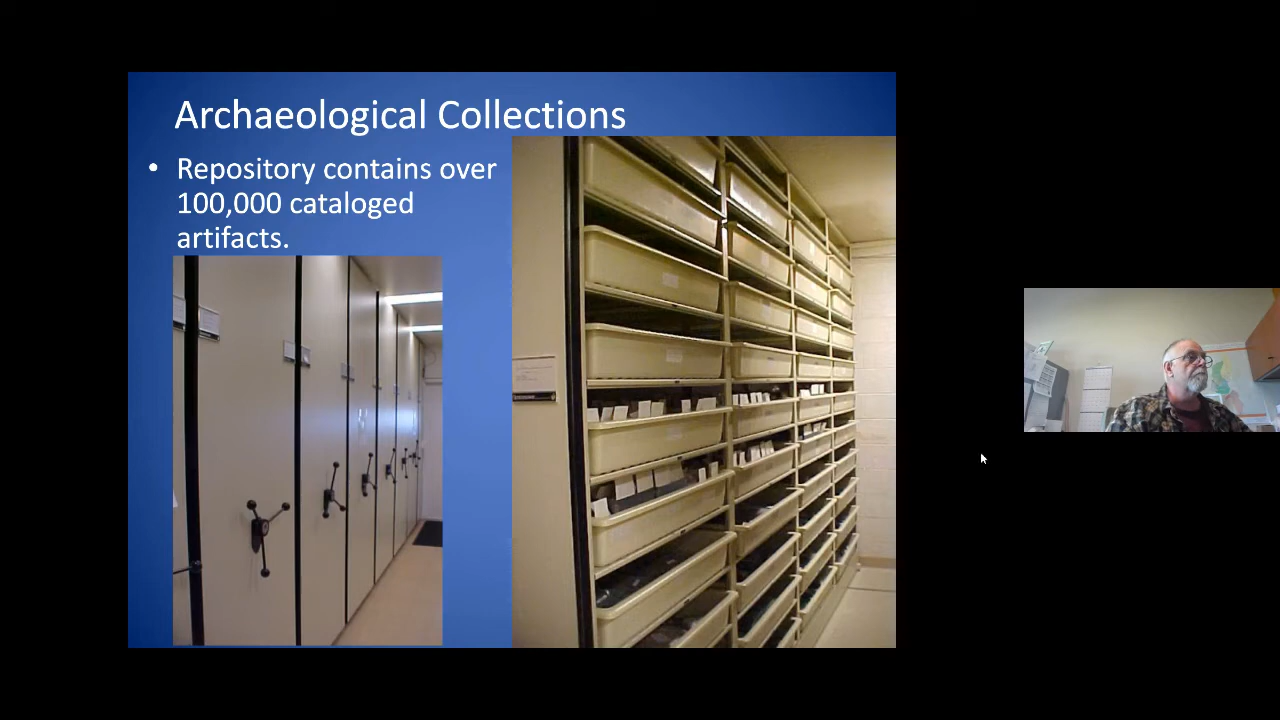 Archaeological Collections
• Repository contains over
100,000 cataloged
artifacts.